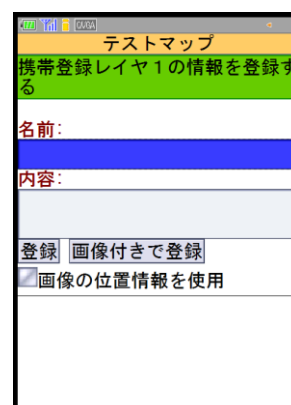 テストマップ
携帯登録レイヤ１の情報を登録す
る
名前:
内容:
登録 画像付きで登録
画像の位置情報を使用